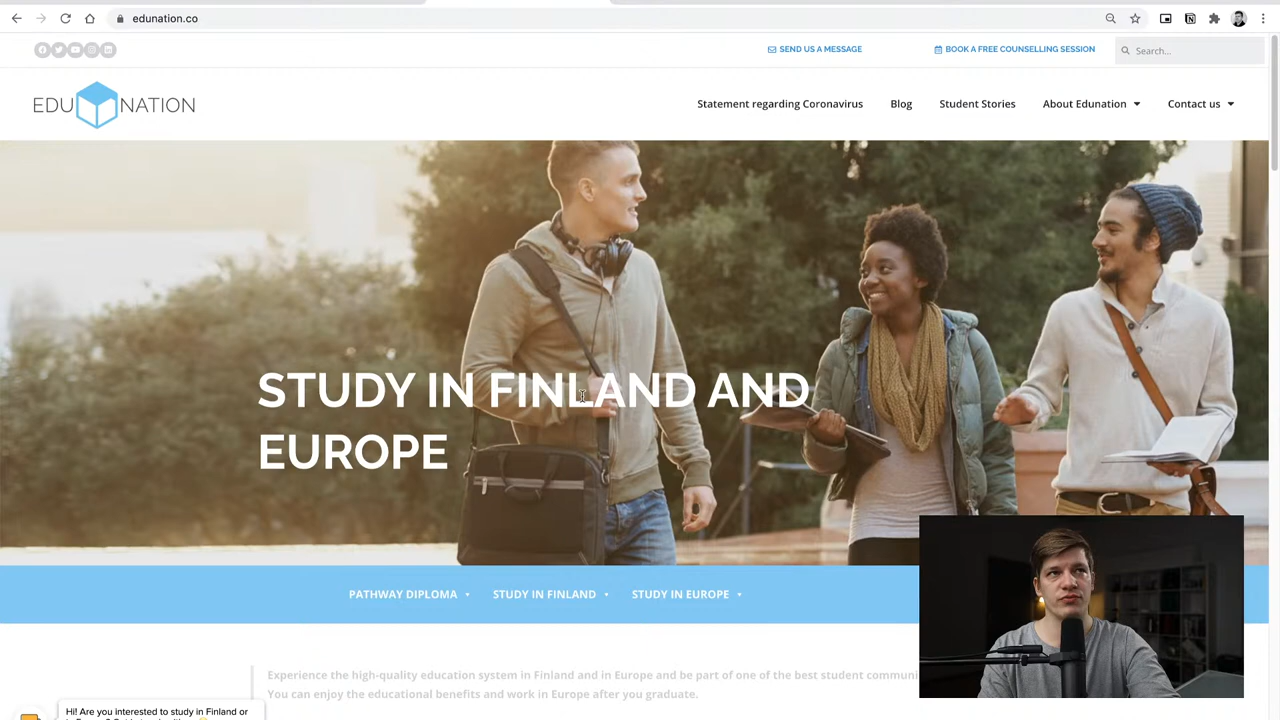 edunation.co
SEND US A MESSAGE
BOOK A FREE COUNSELLING SESSION
Search...
EDU NATION
Statement regarding Coronavirus
Blog
Student Stories
About Edunation
Contact us
STUDY IN FINLAND AND
EUROPE
PATHWAY DIPLOMA
STUDY IN FINLAND
STUDY IN EUROPE
Experience the high-quality education system in Finland and in Europe and be part of one of the best student
You can enjoy the educational benefits and work in Europe after you graduate.
Hi! Are you interested to study in Finland or